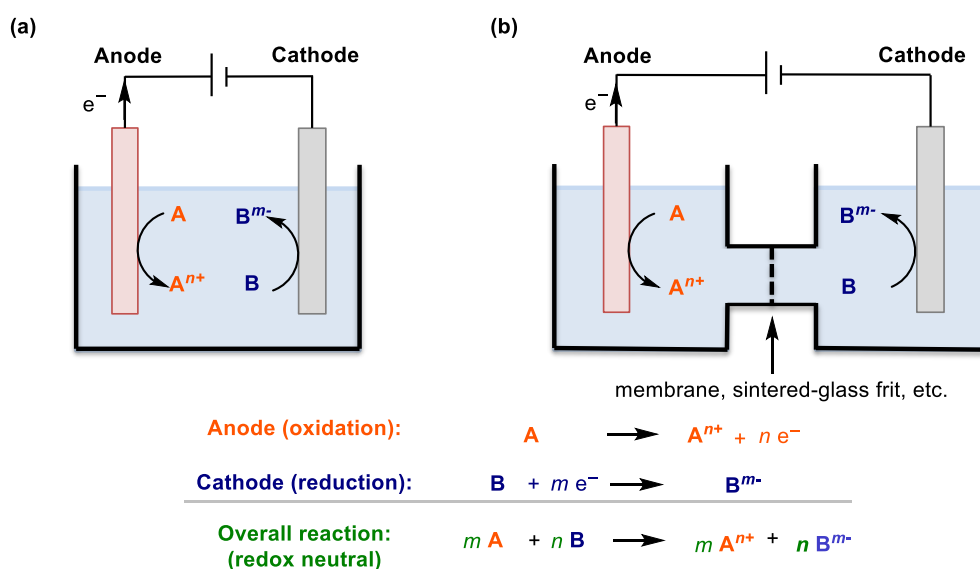 (a)
Anode
Cathode
e⁻
A
Aⁿ⁺
Bᵐ⁻
B
(b)
Anode
Cathode
e⁻
A
Aⁿ⁺
Bᵐ⁻
B
membrane, sintered-glass frit, etc.
Anode (oxidation): A → Aⁿ⁺ + n e⁻
Cathode (reduction): B + m e⁻ → Bᵐ⁻
Overall reaction: m A + n B → m Aⁿ⁺ + n Bᵐ⁻
(redox neutral)